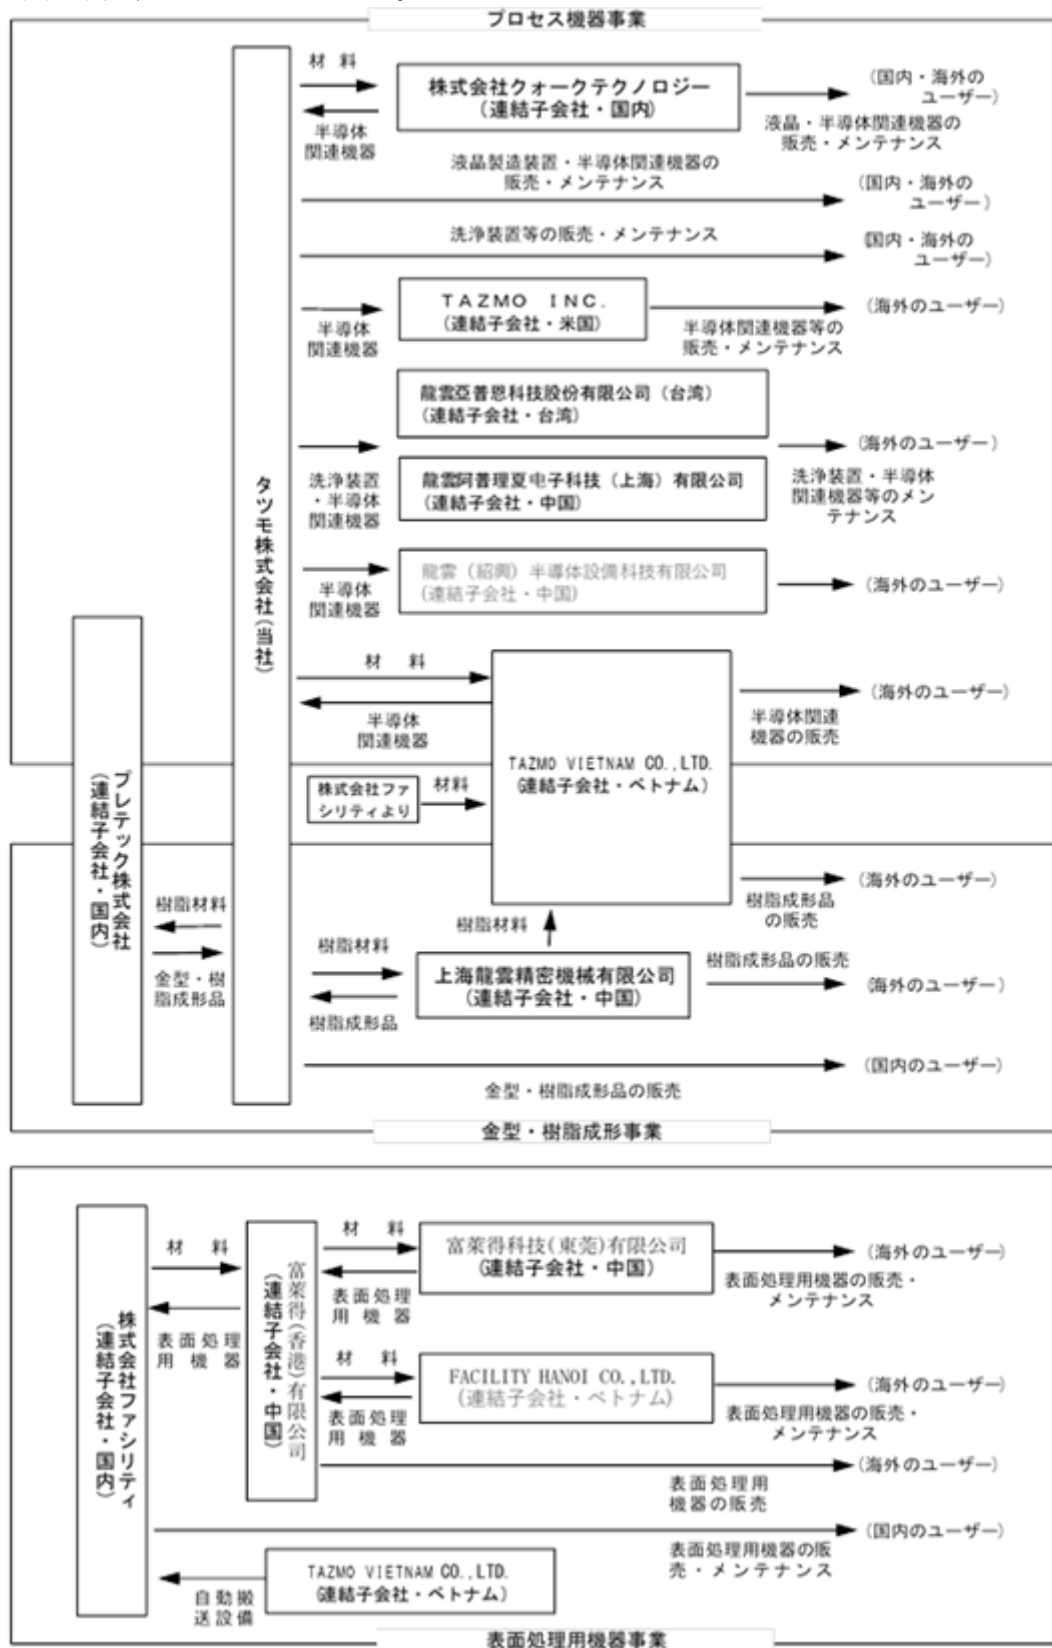 プロセス機器事業
タツモ株式会社(当社)
材　料
半導体
関連機器
株式会社クォークテクノロジー
(連結子会社・国内)
(国内・海外の
ユーザー)
液晶・半導体関連機器の
販売・メンテナンス
液晶製造装置・半導体関連機器の
販売・メンテナンス
(国内・海外の
ユーザー)
洗浄装置等の販売・メンテナンス
(国内・海外の
ユーザー)
半導体
関連機器
TAZMO　INC.
(連結子会社・米国)
(海外のユーザー)
半導体関連機器等の
販売・メンテナンス
龍雲亞普恩科技股份有限公司（台湾）
(連結子会社・台湾)
洗浄装置
・半導体
関連機器
龍雲阿普理夏电子科技（上海）有限公司
(連結子会社・中国)
(海外のユーザー)
洗浄装置・半導体
関連機器等のメン
テナンス
半導体
関連機器
龍雲（紹興）半導体設備科技有限公司
(連結子会社・中国)
(海外のユーザー)
材　料
半導体
関連機器
TAZMO VIETNAM CO.,LTD.
(連結子会社・ベトナム)
(海外のユーザー)
半導体関連
機器の販売
株式会社ファ
シリティより
材料
プレテック株式会社
(連結子会社・国内)
樹脂材料
金型・樹
脂成形品
(海外のユーザー)
樹脂成形品
の販売
樹脂材料
樹脂材料
樹脂成形品
上海龍雲精密機械有限公司
(連結子会社・中国)
樹脂成形品の販売
(海外のユーザー)
(国内のユーザー)
金型・樹脂成形品の販売
金型・樹脂成形事業
株式会社ファシリティ
(連結子会社・国内)
材　料
表面処理
用 機 器
富莱得(香港)有限公司
(連結子会社・中国)
材　料
表面処理
用 機 器
富莱得科技(東莞)有限公司
(連結子会社・中国)
(海外のユーザー)
表面処理用機器の販売・
メンテナンス
材　料
表面処理
用 機 器
FACILITY HANOI CO.,LTD.
(連結子会社・ベトナム)
(海外のユーザー)
表面処理用機器の販売・
メンテナンス
(海外のユーザー)
表面処理用
機器の販売
(国内のユーザー)
表面処理用機器の販
売・メンテナンス
自動搬
送設備
TAZMO VIETNAM CO.,LTD.
(連結子会社・ベトナム)
表面処理用機器事業